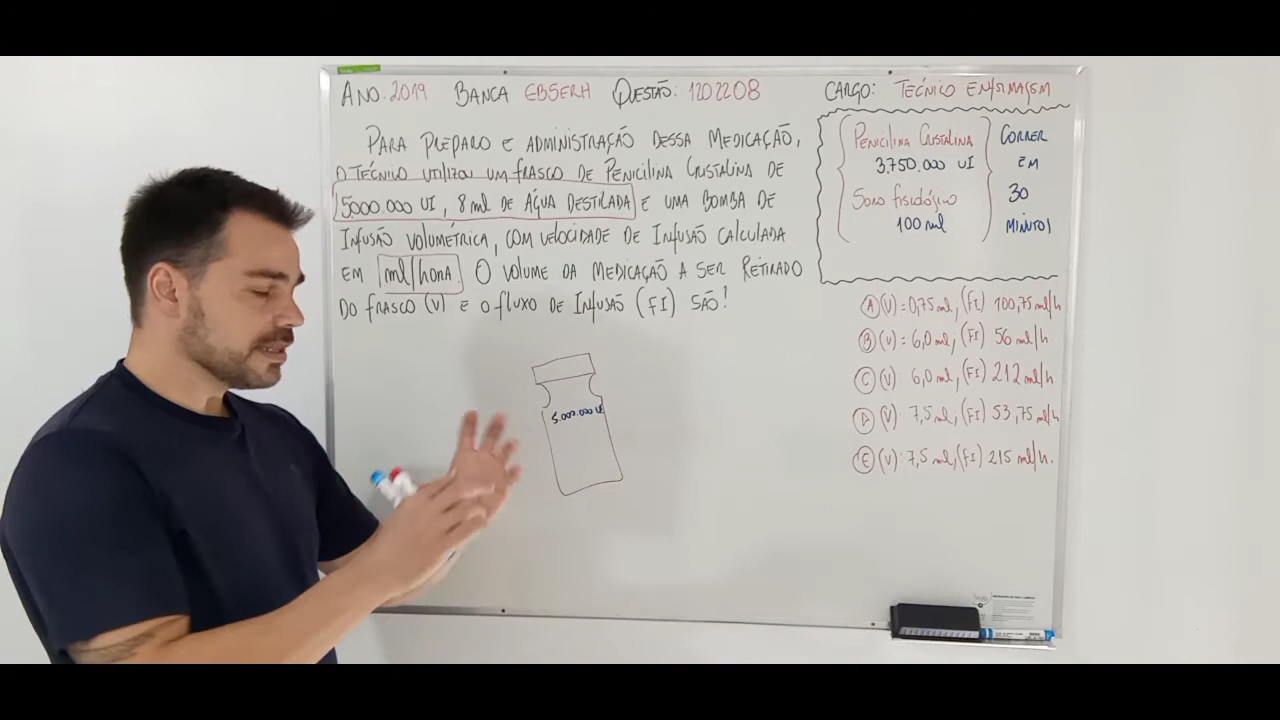 ANO. 2019 BANCA EBSERH QUESTÃO: 1202208 CARGO: TECNICO ENFERMAGEM
PARA PREPARO E ADMINISTRAÇÃO DESSA MEDICAÇÃO,
O TÉCNICO UTILIZOU UM FRASCO DE PENICILINA CRISTALINA DE
5.000.000 UI, 8 ml DE ÁGUA DESTILADA E UMA BOMBA DE
INFUSÃO VOLUMÉTRICA, COM VELOCIDADE DE INFUSÃO CALCULADA
EM ml/hora. O VOLUME DA MEDICAÇÃO A SER RETIRADO
DO FRASCO (V) E O FLUXO DE INFUSÃO (FI) SÃO!
PENICILINA CRISTALINA
3.750.000 UI
SORO FISIOLÓGICO
100 ml
CORRER
EM
30
MINUTOS
A (V) = 0,75 ml, (FI) 100,75 ml/h
B (V) = 6,0 ml, (FI) 56 ml/h
C (V) 6,0 ml, (FI) 212 ml/h
D (V) 7,5 ml, (FI) 53,75 ml/h
E (V): 7,5 ml, (FI) 215 ml/h.
5.000.000 UI